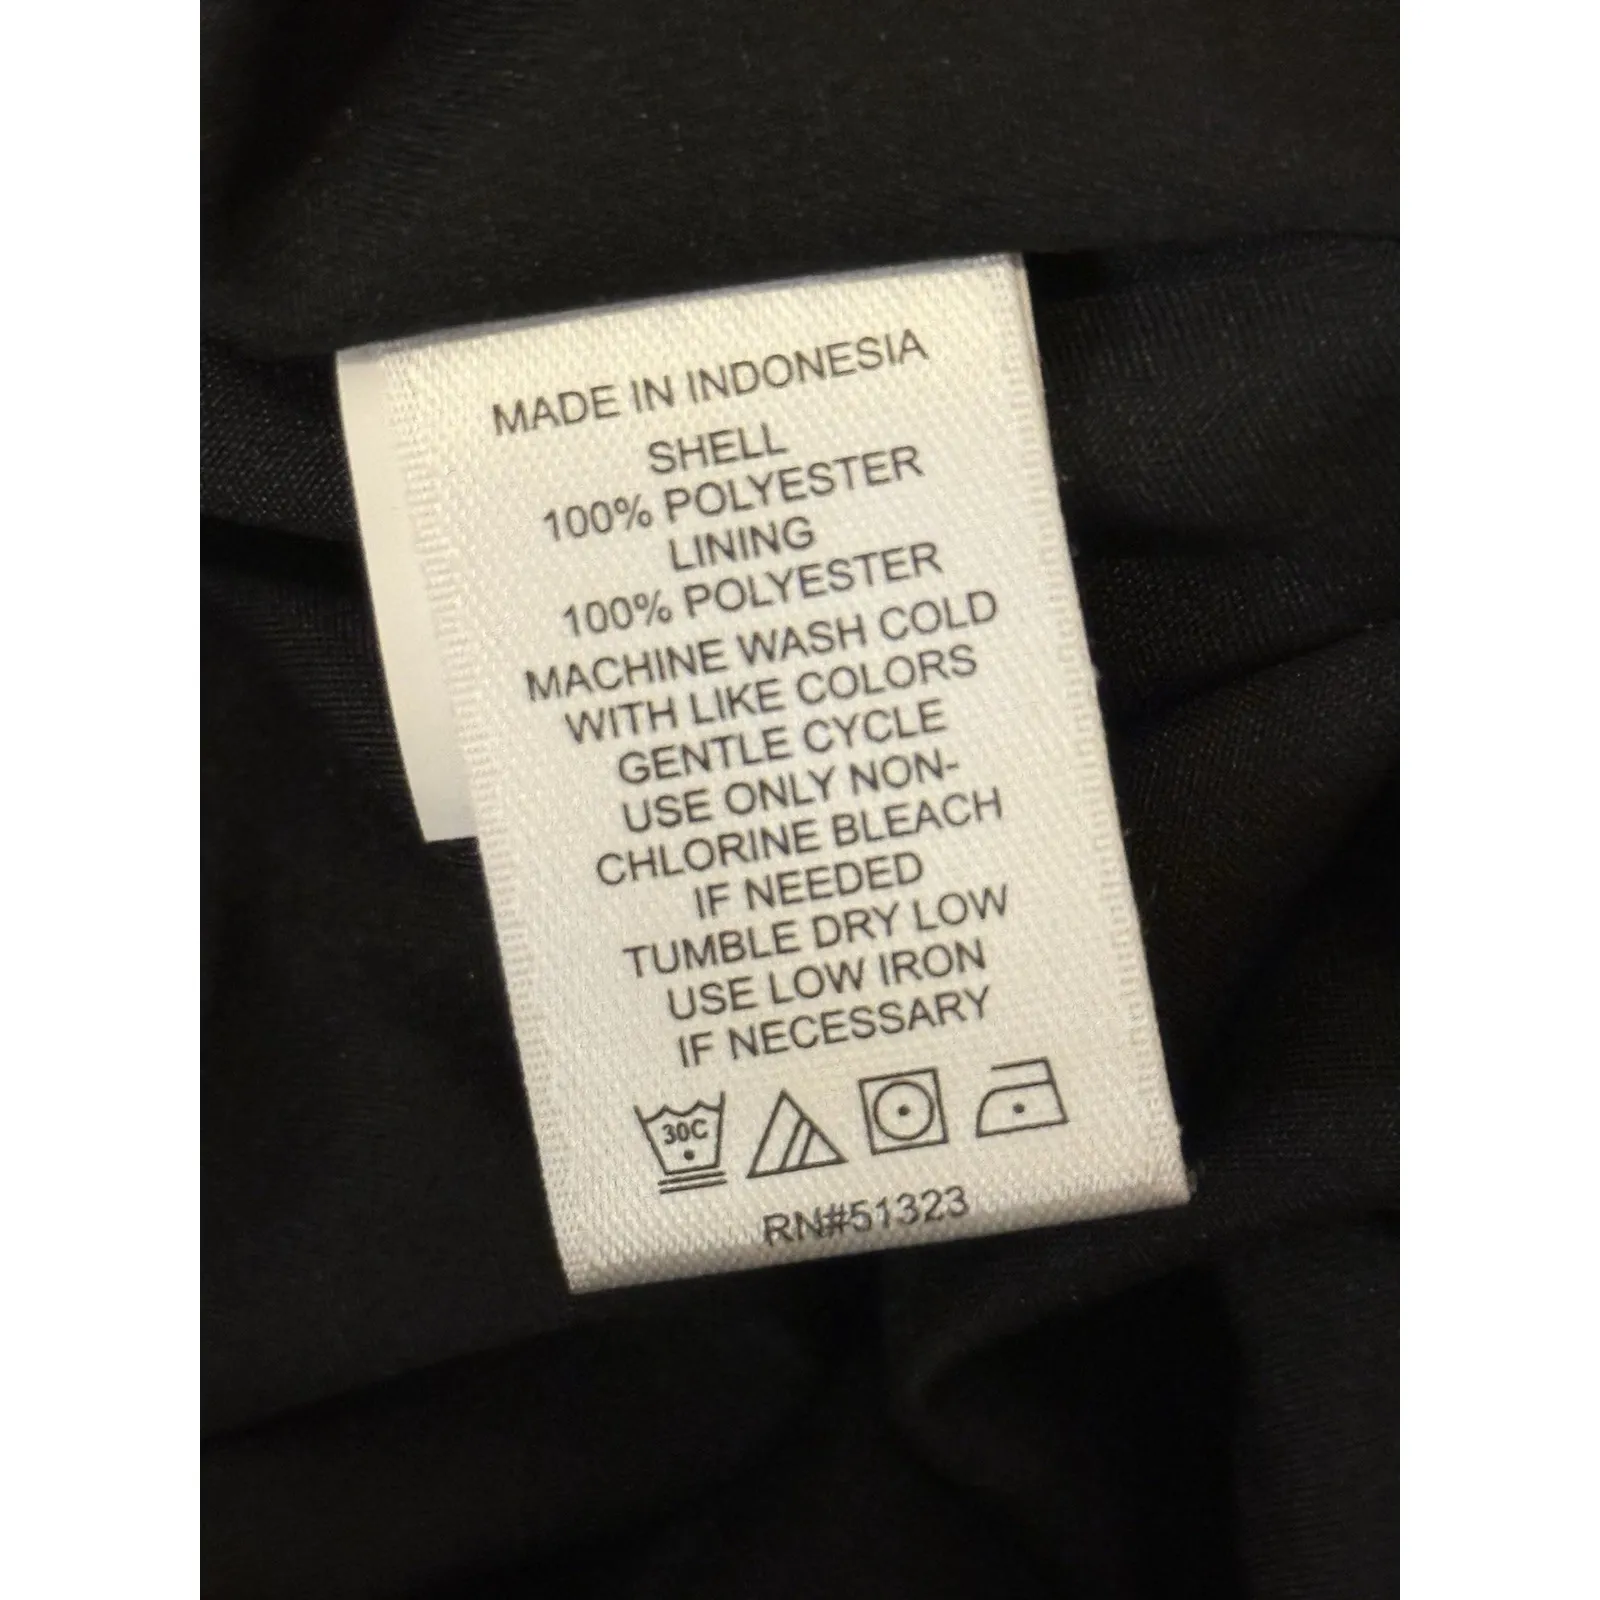 MADE IN INDONESIA
SHELL
100% POLYESTER
LINING
100% POLYESTER
MACHINE WASH COLD
WITH LIKE COLORS
GENTLE CYCLE
USE ONLY NON-
CHLORINE BLEACH
IF NEEDED
TUMBLE DRY LOW
USE LOW IRON
IF NECESSARY
30C
RN#51323